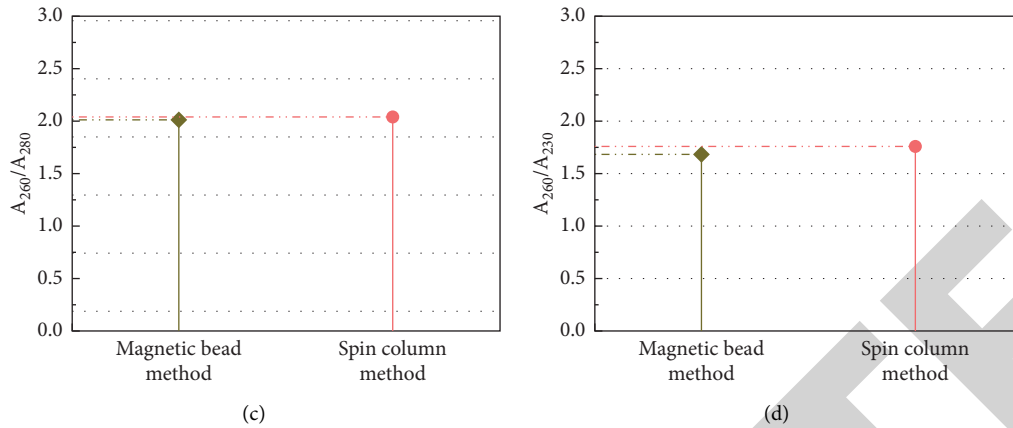 3.0
2.5
2.0
1.5
1.0
0.5
0.0
A260/A280
Magnetic bead
method
Spin column
method
(c)
3.0
2.5
2.0
1.5
1.0
0.5
0.0
A260/A230
Magnetic bead
method
Spin column
method
(d)